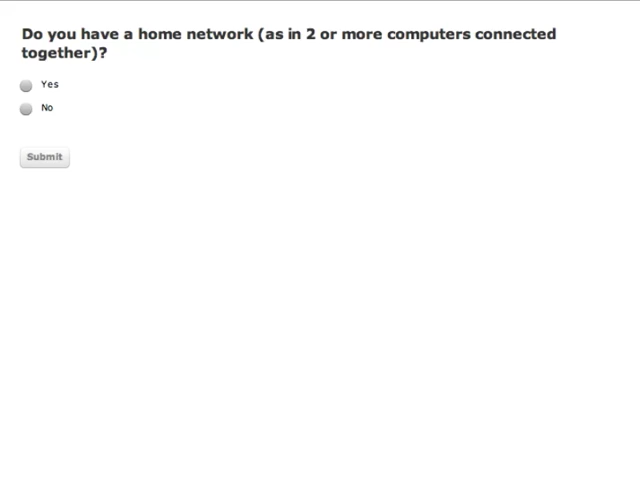 Do you have a home network (as in 2 or more computers connected
together)?
Yes
No
Submit